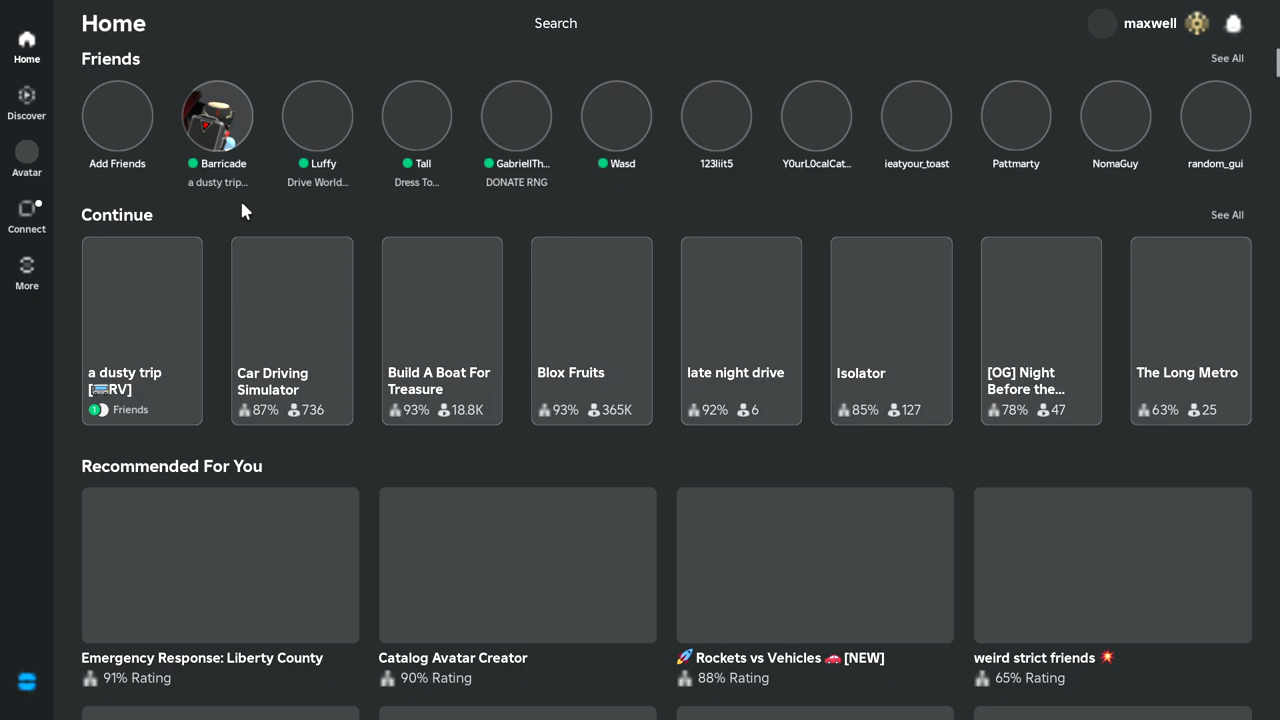 Home
Search
maxwell
Home
Discover
Avatar
Connect
More
Friends
See All
Add Friends
Barricade
a dusty trip...
Luffy
Drive World...
Tall
Dress To...
GabriellTh...
DONATE RNG
Wasd
123liit5
Y0urL0calCat...
ieatyour_toast
Pattmarty
NomaGuy
random_gui
Continue
See All
a dusty trip
[🚃RV]
1 Friends
Car Driving
Simulator
87% 736
Build A Boat For
Treasure
93% 18.8K
Blox Fruits
93% 365K
late night drive
92% 6
Isolator
85% 127
[OG] Night
Before the...
78% 47
The Long Metro
63% 25
Recommended For You
Emergency Response: Liberty County
91% Rating
Catalog Avatar Creator
90% Rating
🚀 Rockets vs Vehicles 🚗 [NEW]
88% Rating
weird strict friends 💥
65% Rating